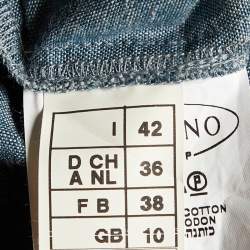 I 42
D CH
A NL 36
F B 38
GB 10
NO
P
P
COTTON
ODON
כותנה